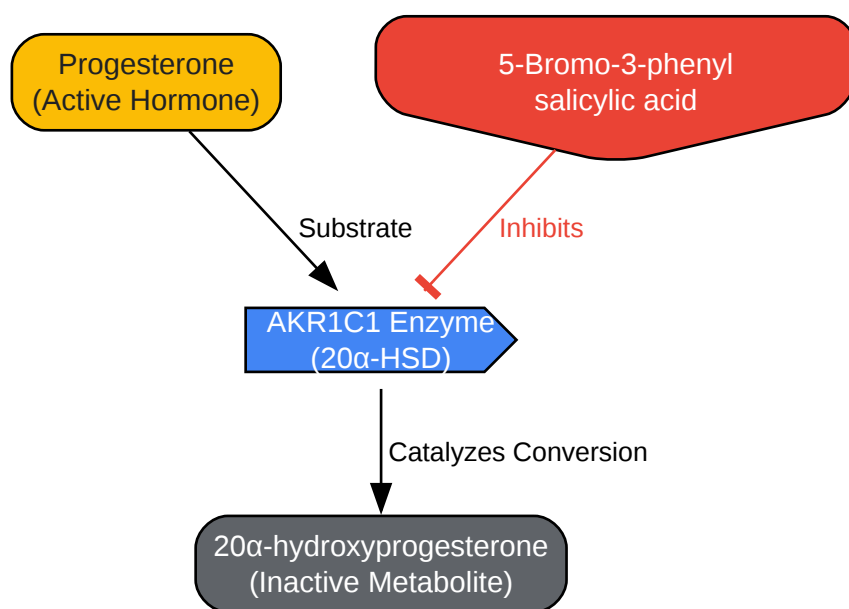 Progesterone
(Active Hormone)
5-Bromo-3-phenyl
salicylic acid
Substrate
Inhibits
AKR1C1 Enzyme
(20α-HSD)
Catalyzes Conversion
20α-hydroxyprogesterone
(Inactive Metabolite)